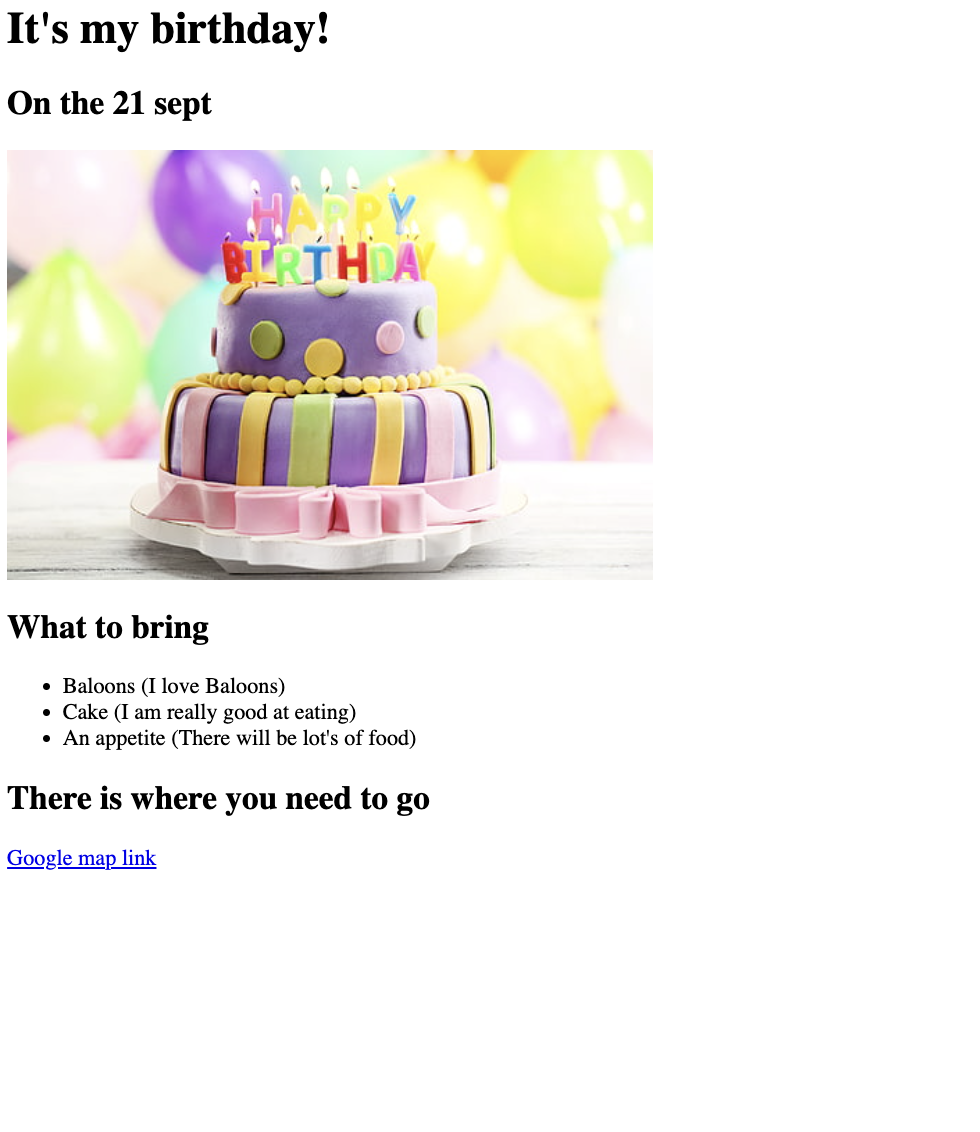 It's my birthday!
On the 21 sept
HAPPY
BIRTHDAY
What to bring
Baloons (I love Baloons)
Cake (I am really good at eating)
An appetite (There will be lot's of food)
There is where you need to go
Google map link